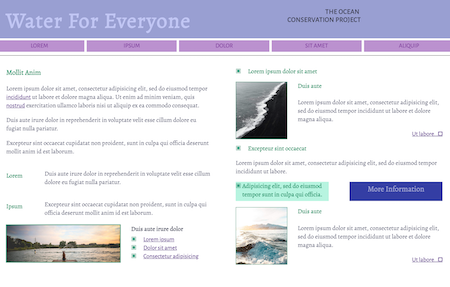 Water For Everyone
THE OCEAN
CONSERVATION PROJECT
LOREM
IPSUM
DOLOR
SIT AMET
ALIQUIP
Mollit Anim
Lorem ipsum dolor sit amet, consectetur adipiscing elit, sed do eiusmod tempor
incididunt ut labore et dolore magna aliqua. Ut enim ad minim veniam, quis
nostrud exercitation ullamco laboris nisi ut aliquip ex ea commodo consequat.
Duis aute irure dolor in reprehenderit in voluptate velit esse cillum dolore eu
fugiat nulla pariatur.
Exepteur sint occaecat cupidatat non proident, sunt in culpa qui officia deserunt
mollit anim id est laborum.
Lorem
Duis aute irure dolor in reprehenderit in voluptate velit esse cillum
dolore eu fugiat nulla pariatur.
Ipsum
Excepteur sint occaecat cupidatat non proident, sunt in culpa qui
officia deserunt mollit anim id est laborum.
Duis aute irure dolor
Lorem ipsum
Dolor sit amet
Consectetur adipiscing
Lorem ipsum dolor sit amet
Duis aute
Lorem ipsum dolor sit amet, consectetur adipiscing elit,
sed do eiusmod tempor incididunt ut labore et dolore
magna aliqua.
Ut labore...
Excepteur sint occaecat
Lorem ipsum dolor sit amet, consectetur adipiscing elit, sed do eiusmod tempor
incididunt ut labore.
Adipisicing elit, sed do eiusmod
tempor sunt in culpa qui officia.
More Information
Duis aute
Lorem ipsum dolor sit amet, consectetur adipiscing elit,
sed do eiusmod tempor incididunt ut labore et dolore
magna aliqua.
Ut labore...